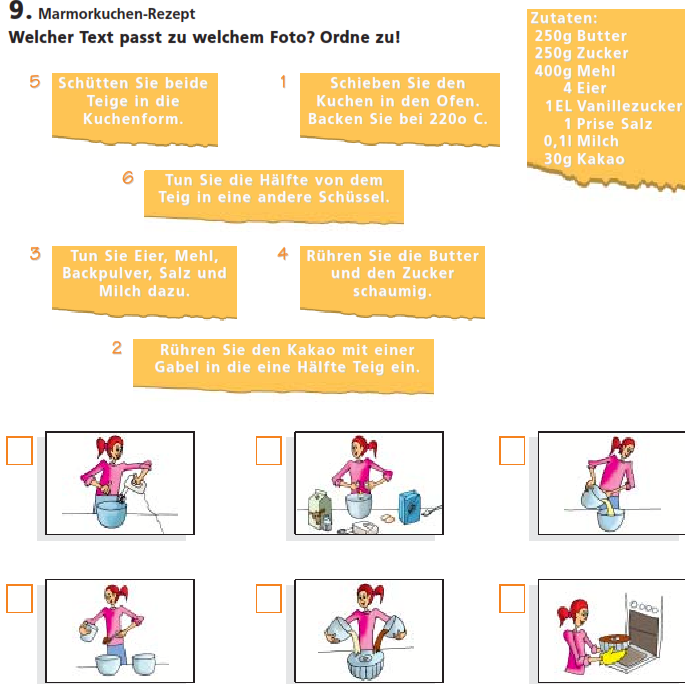 9. Marmorkuchen-Rezept
Welcher Text passt zu welchem Foto? Ordne zu!
Zutaten:
250g Butter
250g Zucker
400g Mehl
4 Eier
1EL Vanillezucker
1 Prise Salz
0,1l Milch
30g Kakao
5 Schütten Sie beide
Teige in die
Kuchenform.
1 Schieben Sie den
Kuchen in den Ofen.
Backen Sie bei 220o C.
6 Tun Sie die Hälfte von dem
Teig in eine andere Schüssel.
3 Tun Sie Eier, Mehl,
Backpulver, Salz und
Milch dazu.
4 Rühren Sie die Butter
und den Zucker
schaumig.
2 Rühren Sie den Kakao mit einer
Gabel in die eine Hälfte Teig ein.